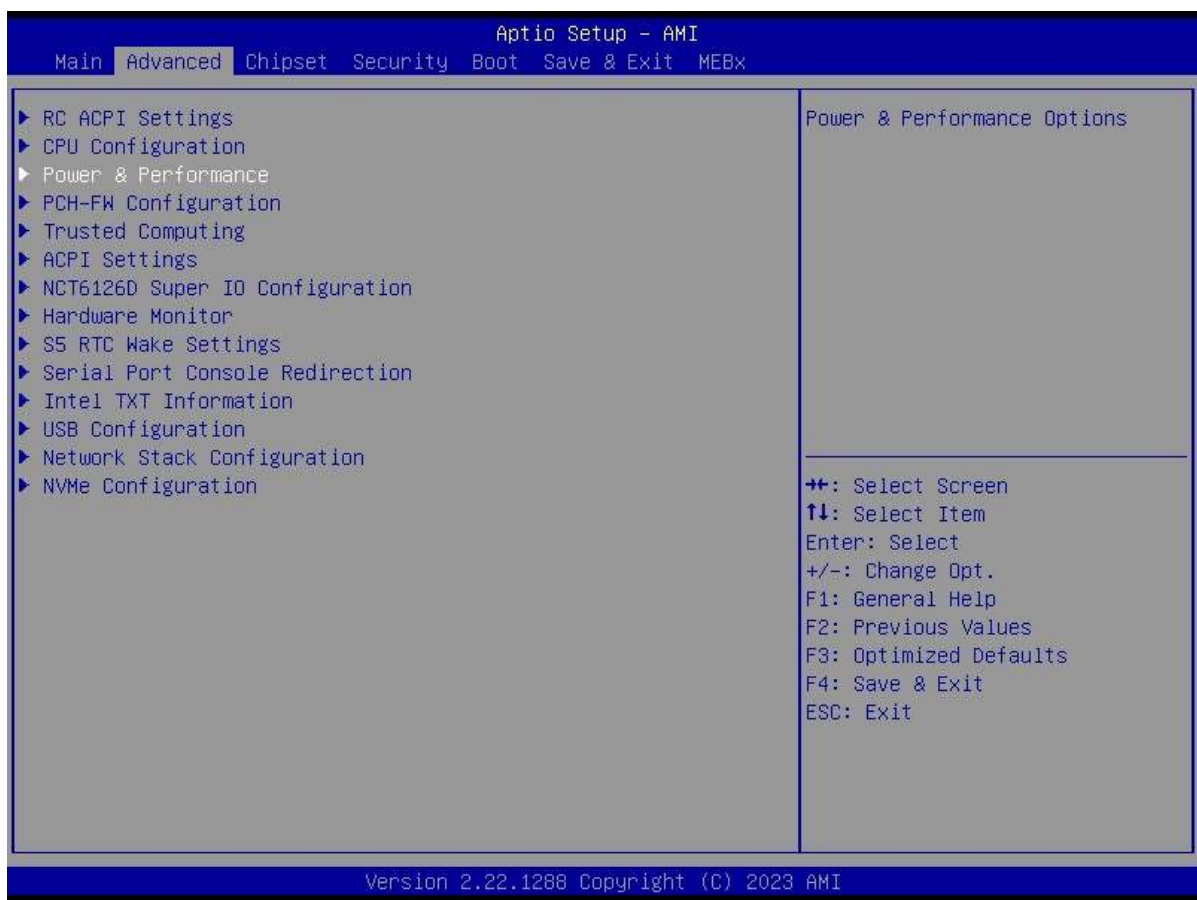 Aptio Setup – AMI
Main Advanced Chipset Security Boot Save & Exit MEBx
▶ RC ACPI Settings
▶ CPU Configuration
▶ Power & Performance
▶ PCH-FW Configuration
▶ Trusted Computing
▶ ACPI Settings
▶ NCT6126D Super IO Configuration
▶ Hardware Monitor
▶ S5 RTC Wake Settings
▶ Serial Port Console Redirection
▶ Intel TXT Information
▶ USB Configuration
▶ Network Stack Configuration
▶ NVMe Configuration
Power & Performance Options
→←: Select Screen
↑↓: Select Item
Enter: Select
+/-: Change Opt.
F1: General Help
F2: Previous Values
F3: Optimized Defaults
F4: Save & Exit
ESC: Exit
Version 2.22.1288 Copyright (C) 2023 AMI